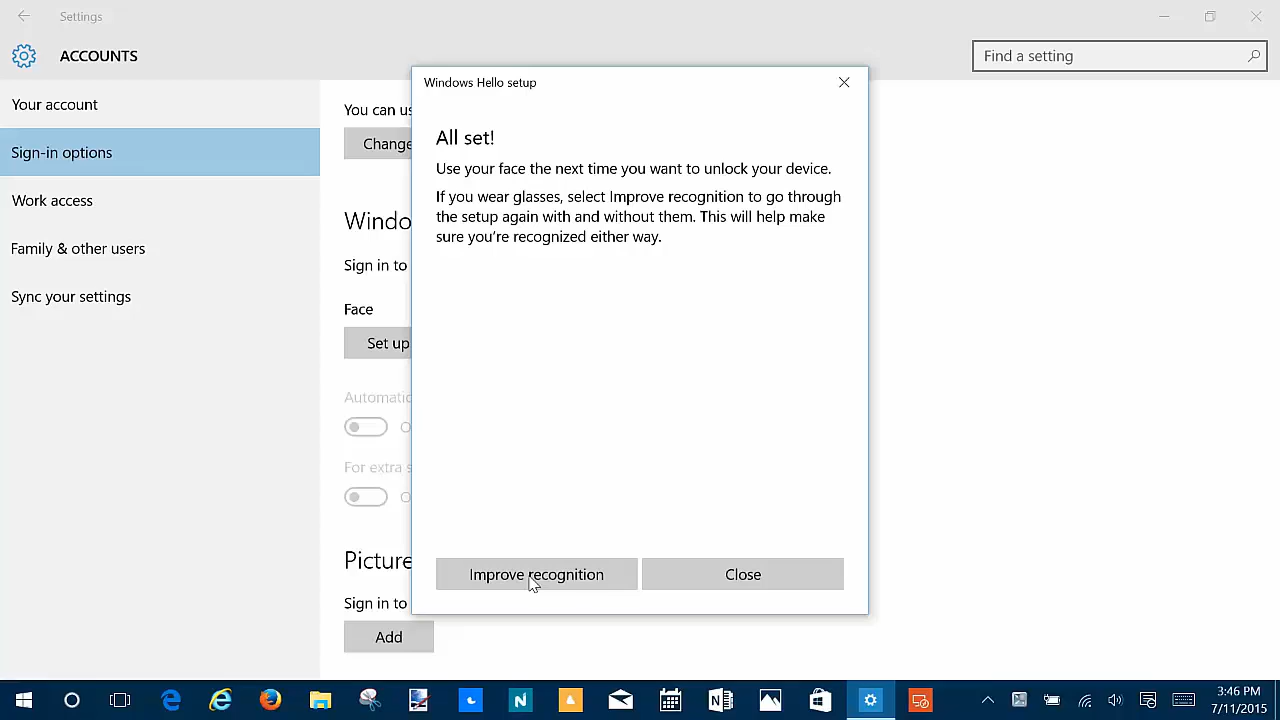 Settings
ACCOUNTS
Find a setting
Your account
Sign-in options
Work access
Family & other users
Sync your settings
You can us
Change
Windo
Sign in to
Face
Set up
Automatic
For extra s
Picture
Sign in to
Add
Windows Hello setup
All set!
Use your face the next time you want to unlock your device.
If you wear glasses, select Improve recognition to go through
the setup again with and without them. This will help make
sure you're recognized either way.
Improve recognition
Close
3:46 PM
7/11/2015